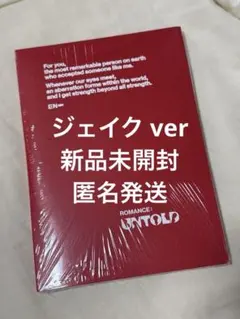 For you,
the most remarkable person on earth
who accepted someone like me.
Whenever our eyes meet,
an aberration forms within the world,
and I get strength beyond all strength.
EN-
ジェイク ver
新品未開封
匿名発送
ROMANCE:
UNTOLD